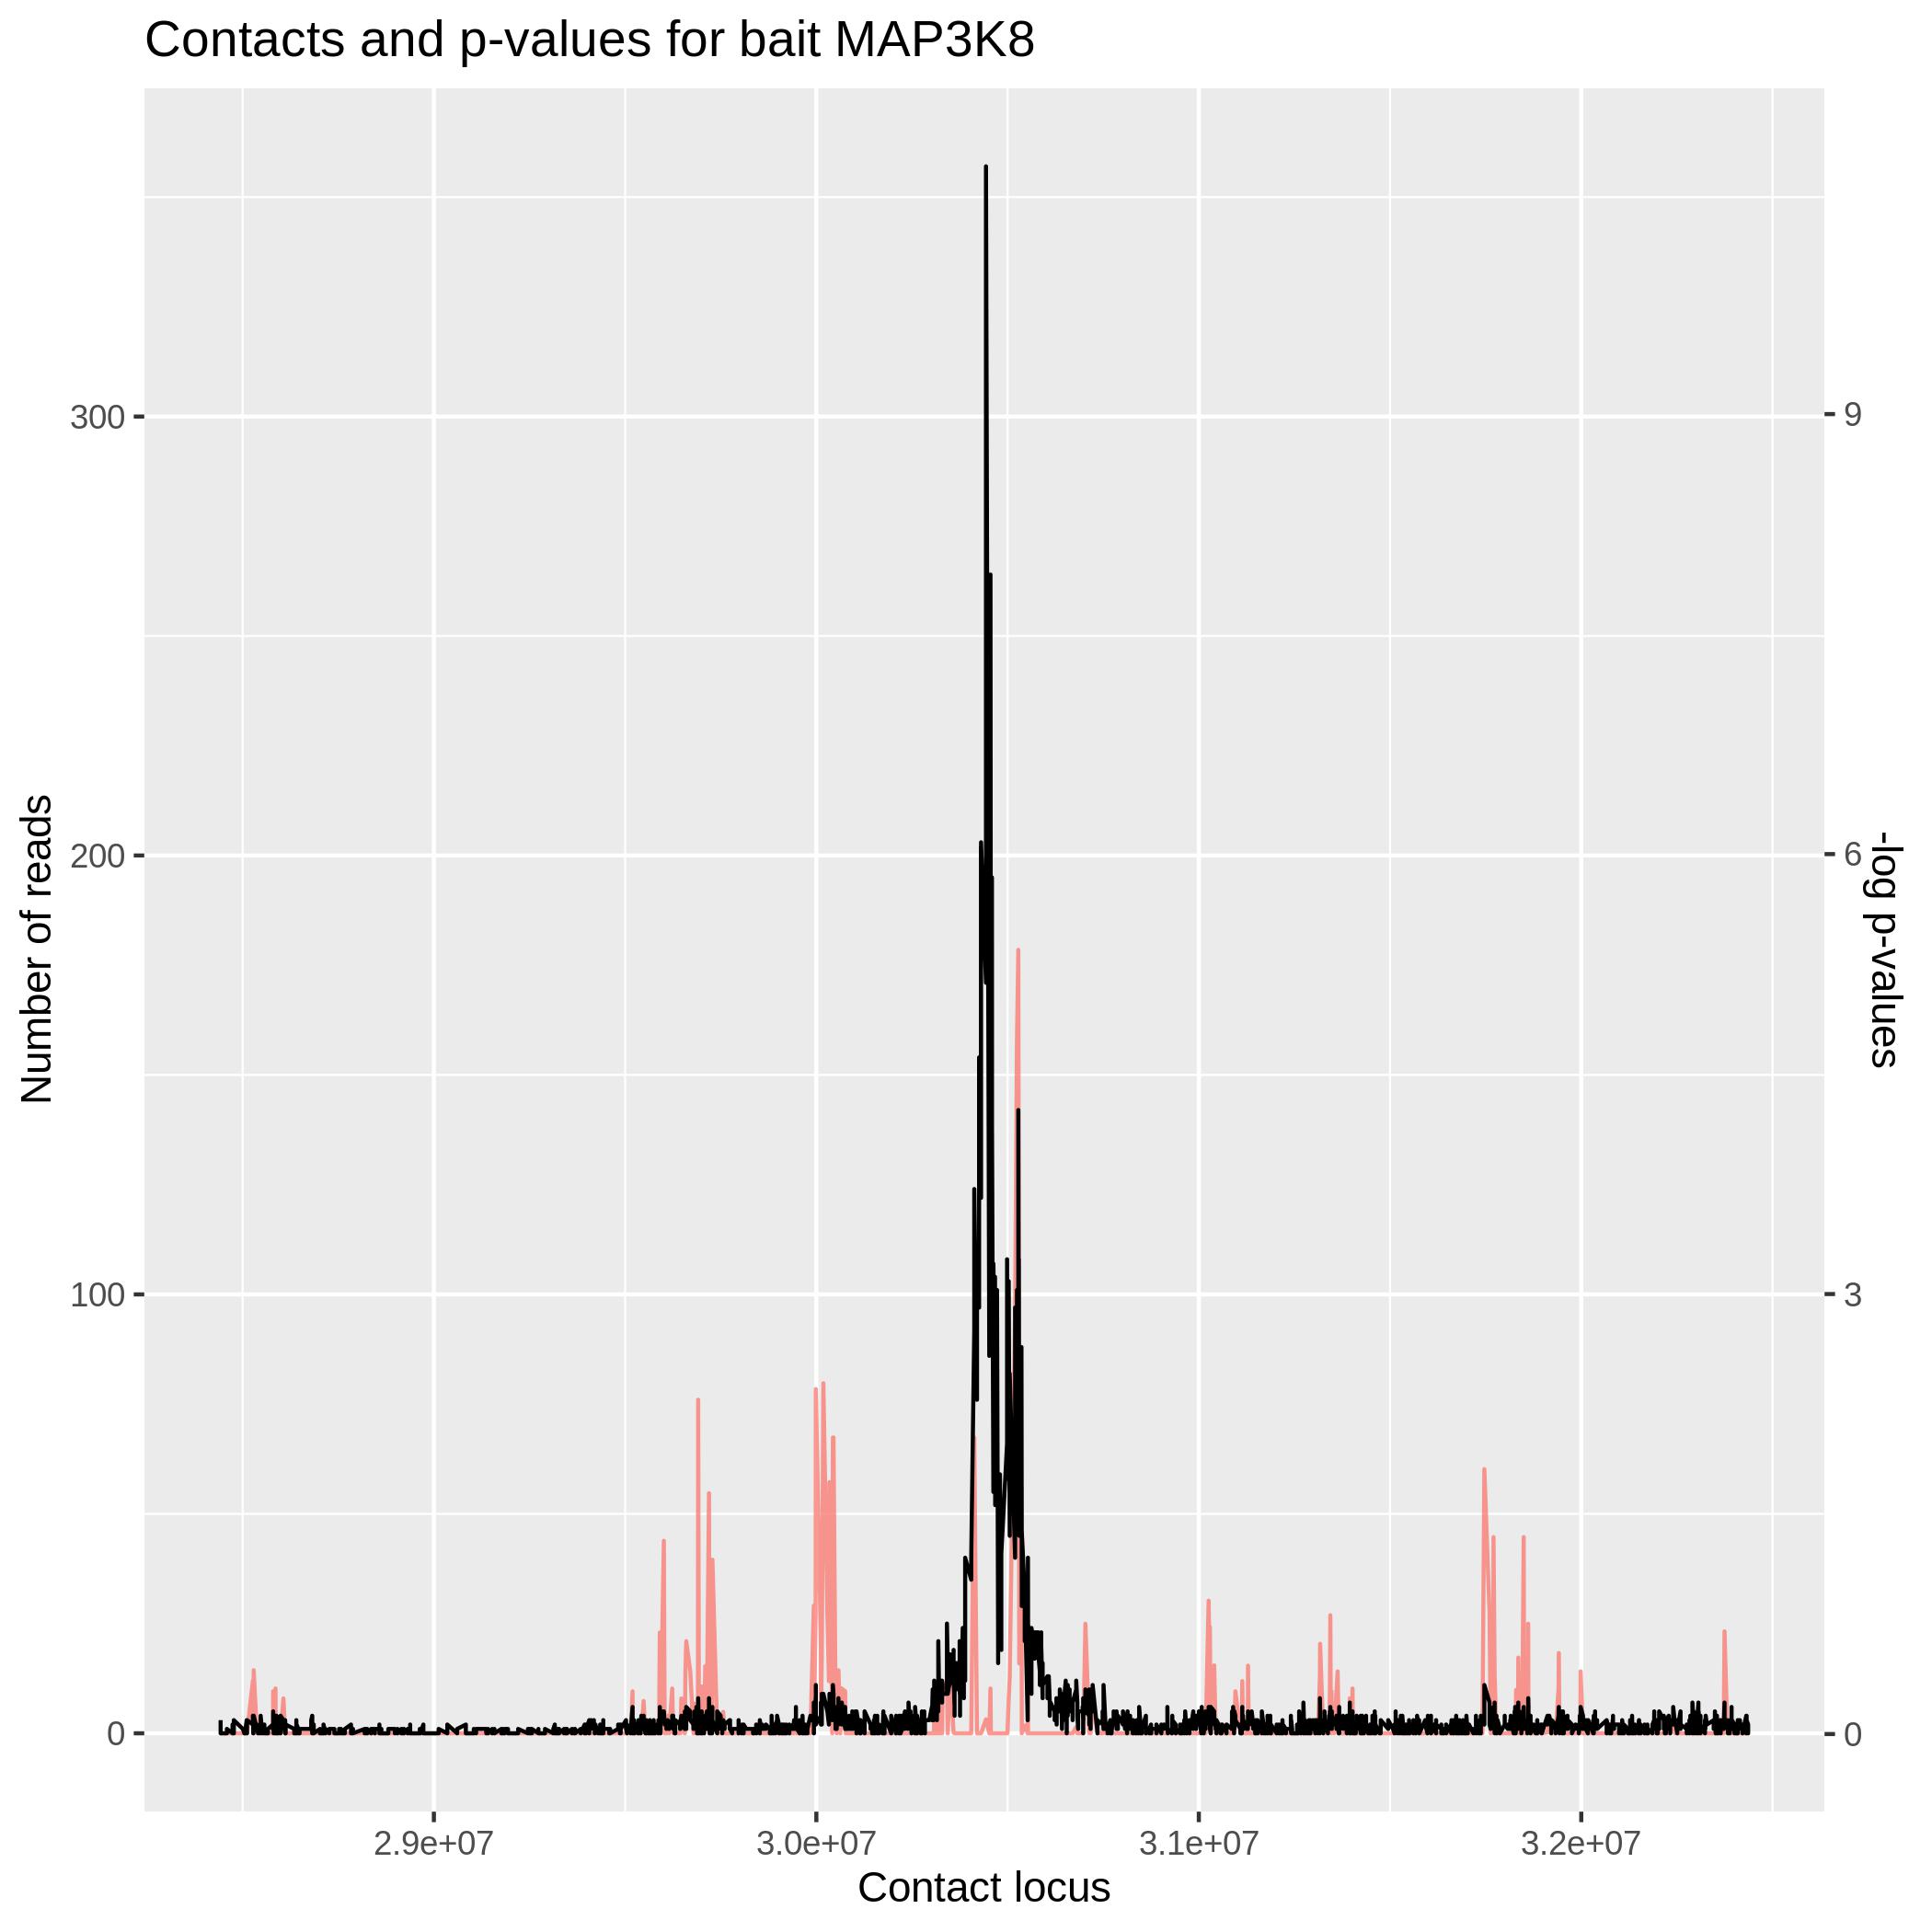 Contacts and p-values for bait MAP3K8
Number of reads
300
200
100
0
9
6
3
0
-log p-values
2.9e+07
3.0e+07
3.1e+07
3.2e+07
Contact locus